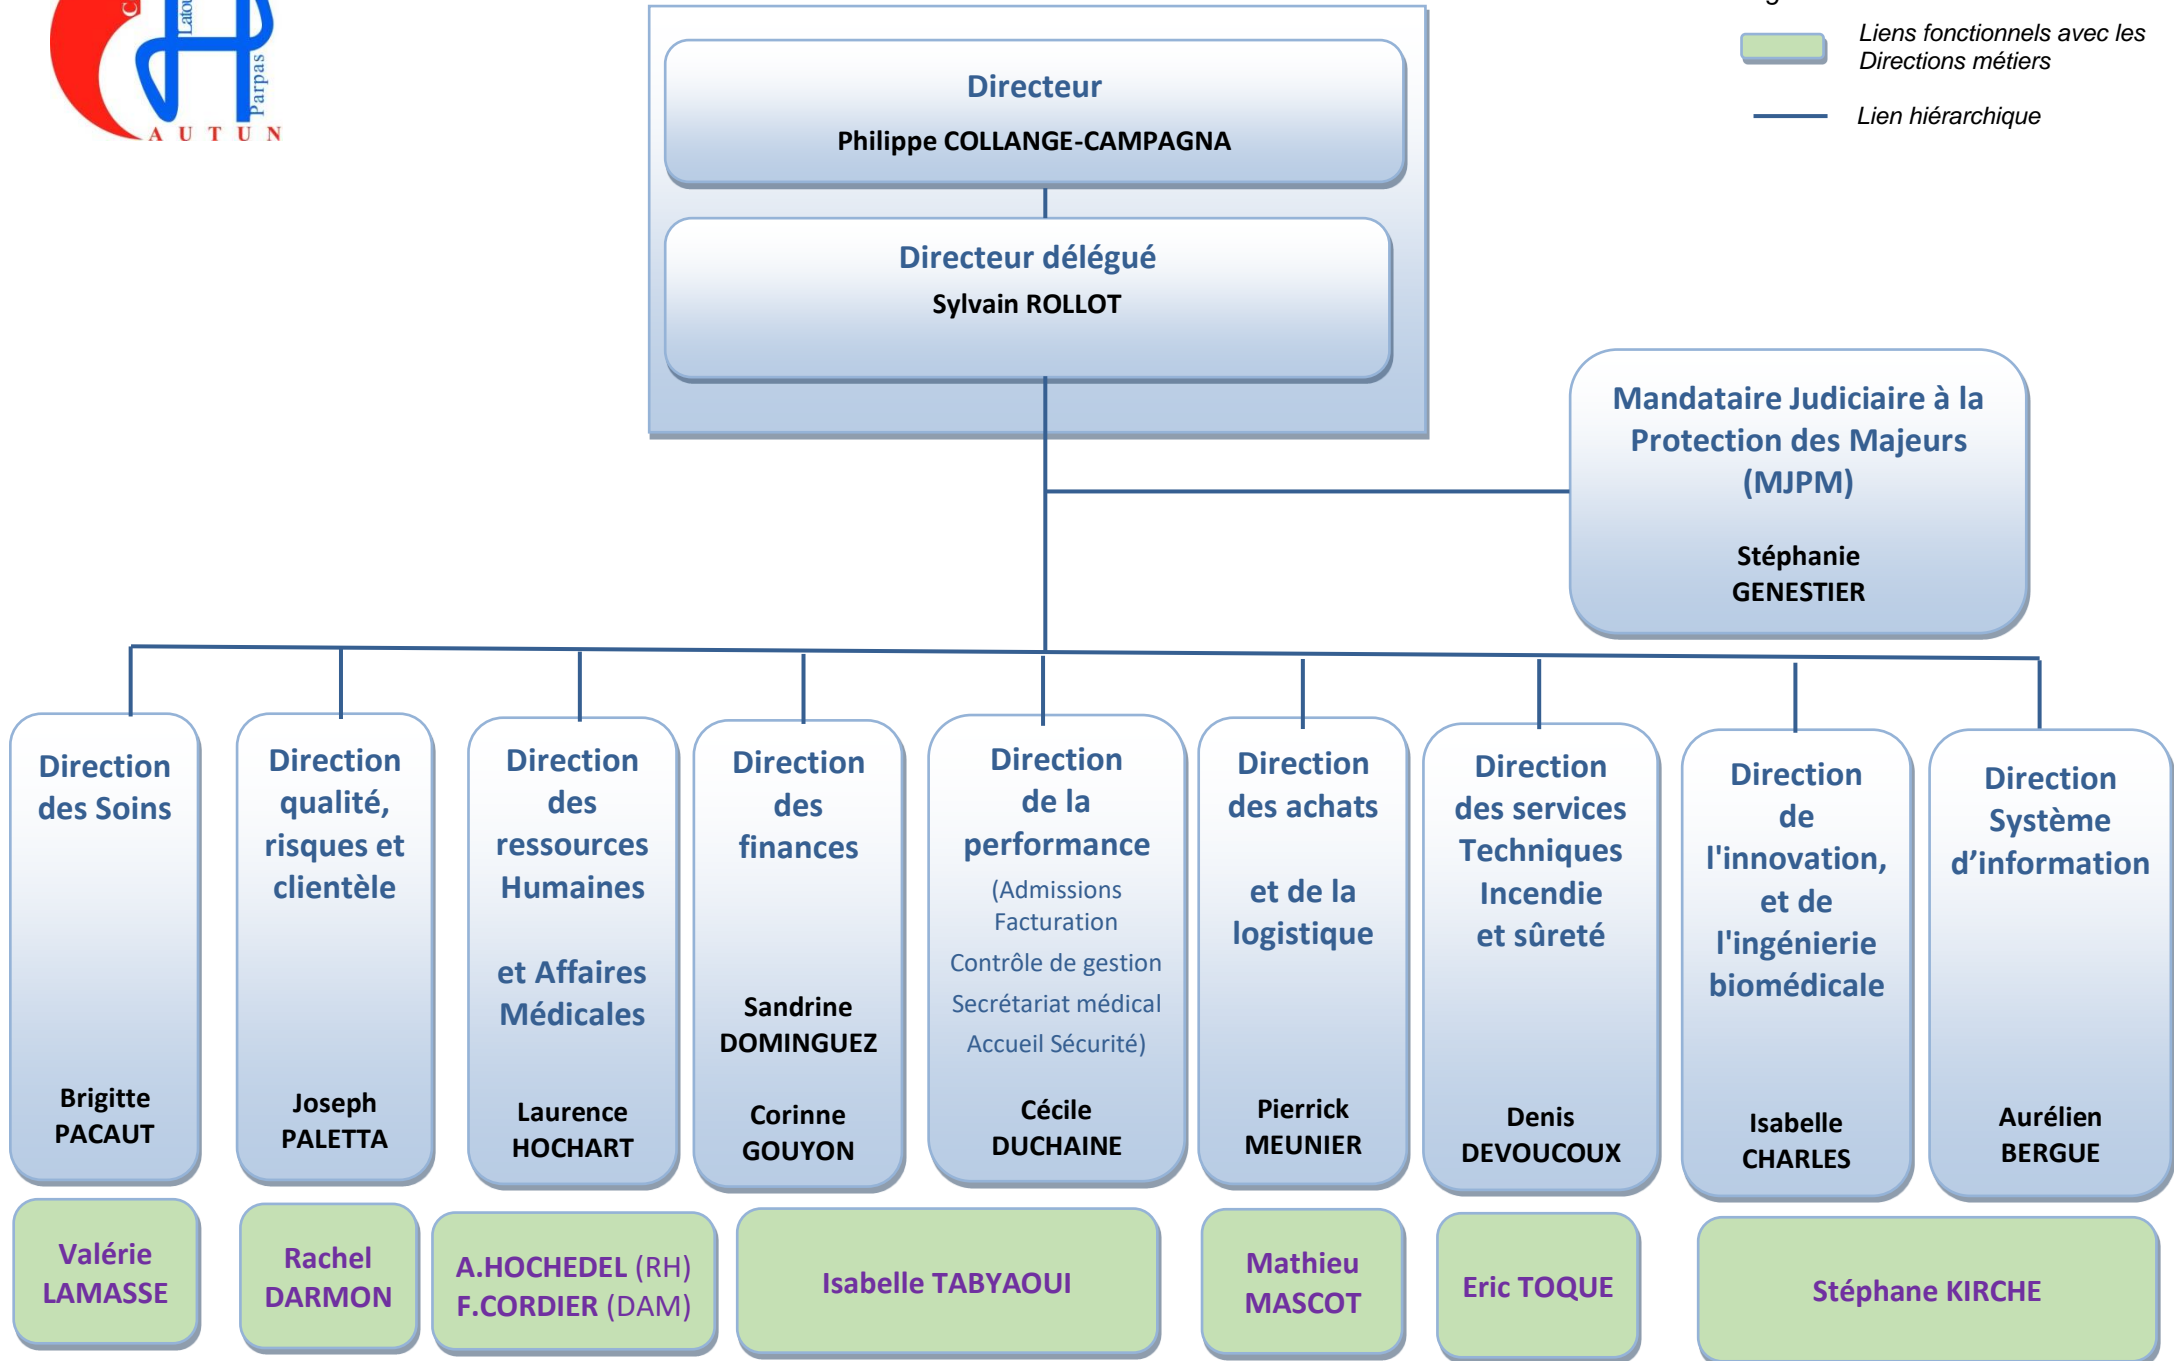 Parpas
AUTUN
Liens fonctionnels avec les
Directions métiers
Lien hiérarchique
Directeur
Philippe COLLANGE-CAMPAGNA
Directeur délégué
Sylvain ROLLOT
Mandataire Judiciaire à la
Protection des Majeurs
(MJPM)
Stéphanie
GENESTIER
Direction
des Soins
Brigitte
PACAUT
Direction
qualité,
risques et
clientèle
Joseph
PALETTA
Direction
des
ressources
Humaines
et Affaires
Médicales
Laurence
HOCHART
Direction
des
finances
Sandrine
DOMINGUEZ
Corinne
GOUYON
Direction
de la
performance
(Admissions
Facturation
Contrôle de gestion
Secrétariat médical
Accueil Sécurité)
Cécile
DUCHAINE
Direction
des achats
et de la
logistique
Pierrick
MEUNIER
Direction
des services
Techniques
Incendie
et sûreté
Denis
DEVOUCOUX
Direction
de
l'innovation,
et de
l'ingénierie
biomédicale
Isabelle
CHARLES
Direction
Système
d’information
Aurélien
BERGUE
Valérie
LAMASSE
Rachel
DARMON
A.HOCHEDEL (RH)
F.CORDIER (DAM)
Isabelle TABYAOUI
Mathieu
MASCOT
Eric TOQUE
Stéphane KIRCHE